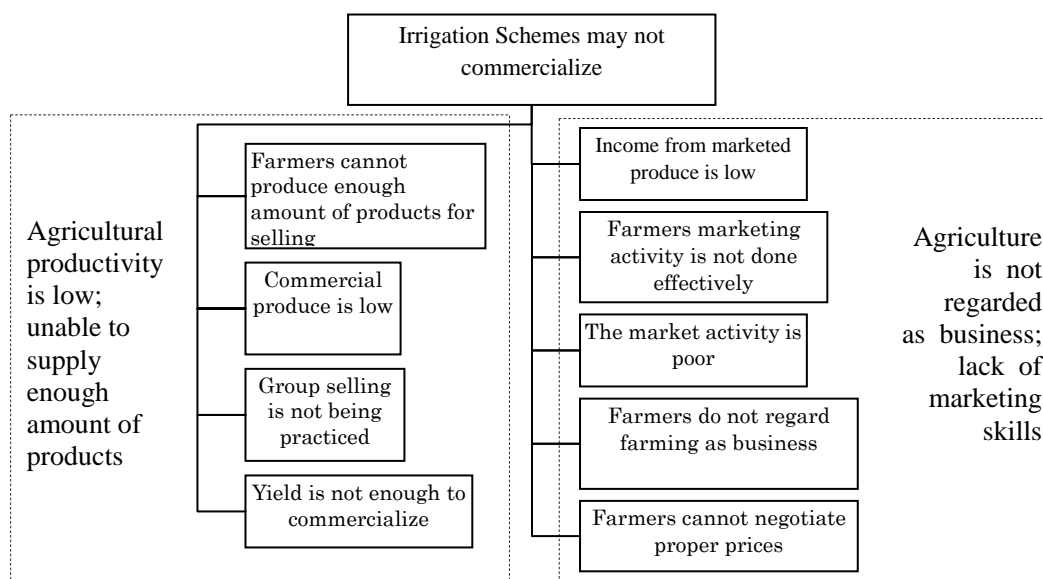 Irrigation Schemes may not
commercialize
Agricultural
productivity
is low;
unable to
supply
enough
amount of
products
Farmers cannot
produce enough
amount of products for
selling
Commercial
produce is low
Group selling
is not being
practiced
Yield is not enough to
commercialize
Income from marketed
produce is low
Farmers marketing
activity is not done
effectively
The market activity is
poor
Farmers do not regard
farming as business
Farmers cannot negotiate
proper prices
Agriculture
is not
regarded
as business;
lack of
marketing
skills